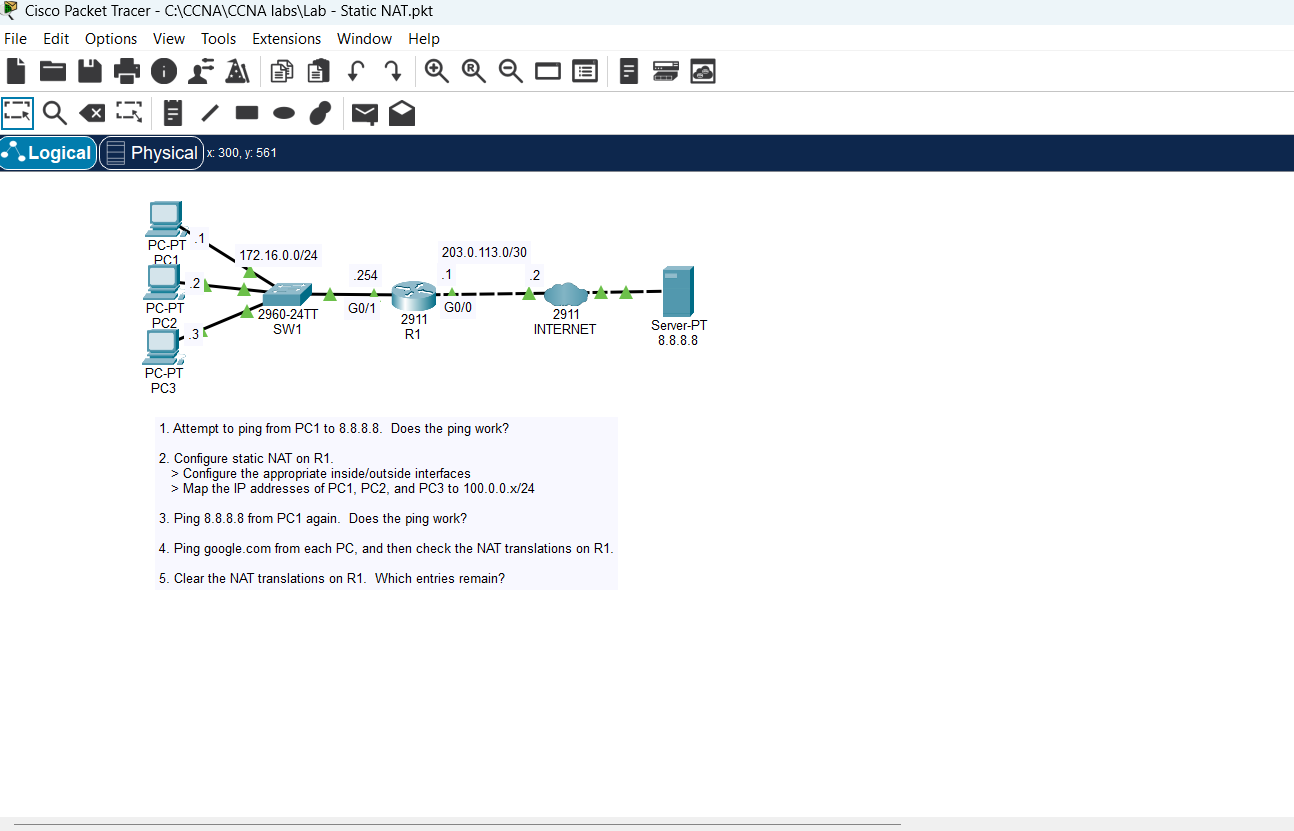 Cisco Packet Tracer - C:\CCNA\CCNA labs\Lab - Static NAT.pkt
File Edit Options View Tools Extensions Window Help
Logical Physical x: 300, y: 561
PC-PT
PC1
.1
172.16.0.0/24
203.0.113.0/30
.254
.1
.2
PC-PT
PC2
.2
2960-24TT
SW1
G0/1
2911
R1
G0/0
2911
INTERNET
Server-PT
8.8.8.8
.3
PC-PT
PC3
1. Attempt to ping from PC1 to 8.8.8.8. Does the ping work?
2. Configure static NAT on R1.
> Configure the appropriate inside/outside interfaces
> Map the IP addresses of PC1, PC2, and PC3 to 100.0.0.x/24
3. Ping 8.8.8.8 from PC1 again. Does the ping work?
4. Ping google.com from each PC, and then check the NAT translations on R1.
5. Clear the NAT translations on R1. Which entries remain?